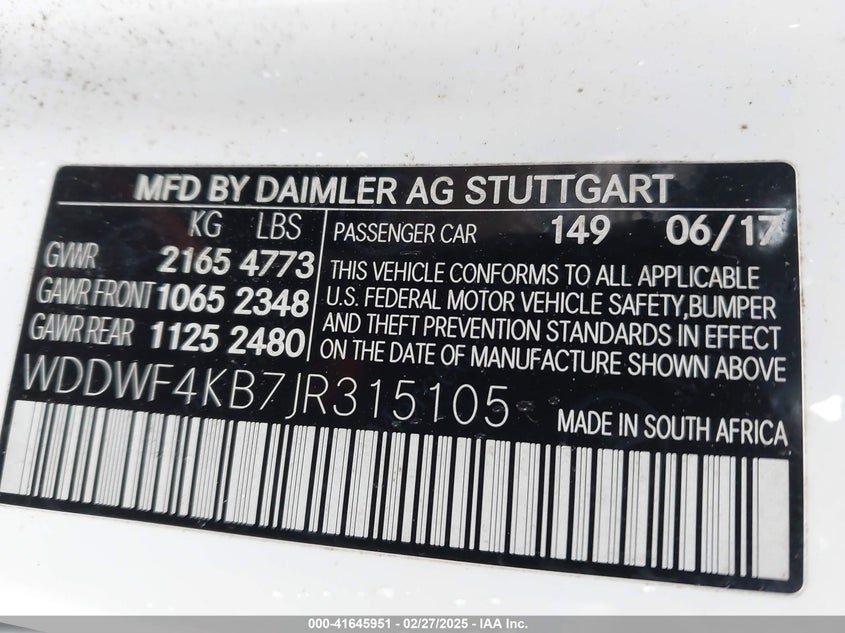 MFD BY DAIMLER AG STUTTGART
KG LBS
GVWR 2165 4773
GAWR FRONT 1065 2348
GAWR REAR 1125 2480
PASSENGER CAR 149 06/17
THIS VEHICLE CONFORMS TO ALL APPLICABLE
U.S. FEDERAL MOTOR VEHICLE SAFETY,BUMPER
AND THEFT PREVENTION STANDARDS IN EFFECT
ON THE DATE OF MANUFACTURE SHOWN ABOVE
WDDWF4KB7JR315105
MADE IN SOUTH AFRICA
000-41645951 - 02/27/2025 - IAA Inc.